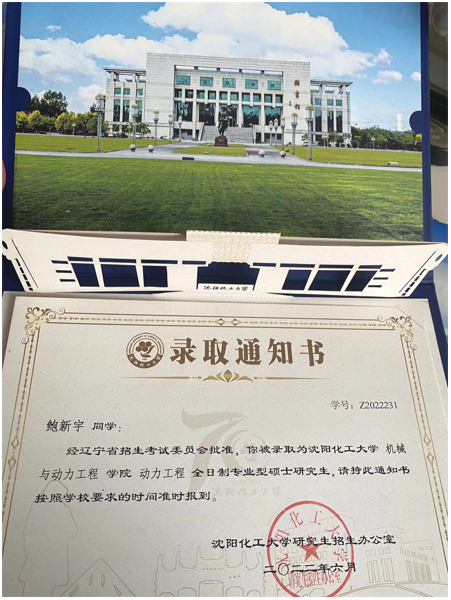 沈阳化工大学
录取通知书
学号：Z2022231
鲍新宇 同学：
经辽宁省招生考试委员会批准，你被录取为沈阳化工大学 机械
与动力工程 学院 动力工程 全日制专业型硕士研究生，请持此通知书
按照学校要求的时间准时报到。
沈阳化工大学研究生招生办公室
二〇二二年六月